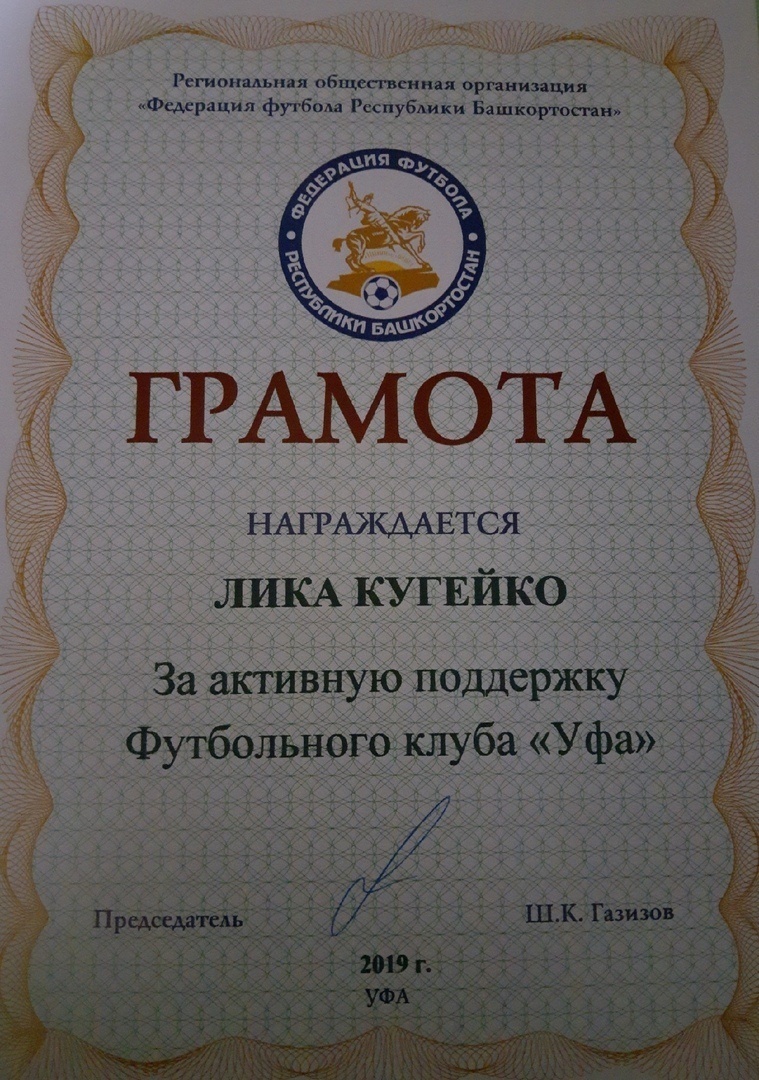 Региональная общественная организация
«Федерация футбола Республики Башкортостан»
ФЕДЕРАЦИЯ ФУТБОЛА
РЕСПУБЛИКИ БАШКОРТОСТАН
ГРАМОТА
НАГРАЖДАЕТСЯ
ЛИКА КУГЕЙКО
За активную поддержку
Футбольного клуба «Уфа»
Председатель Ш.К. Газизов
2019 г.
УФА